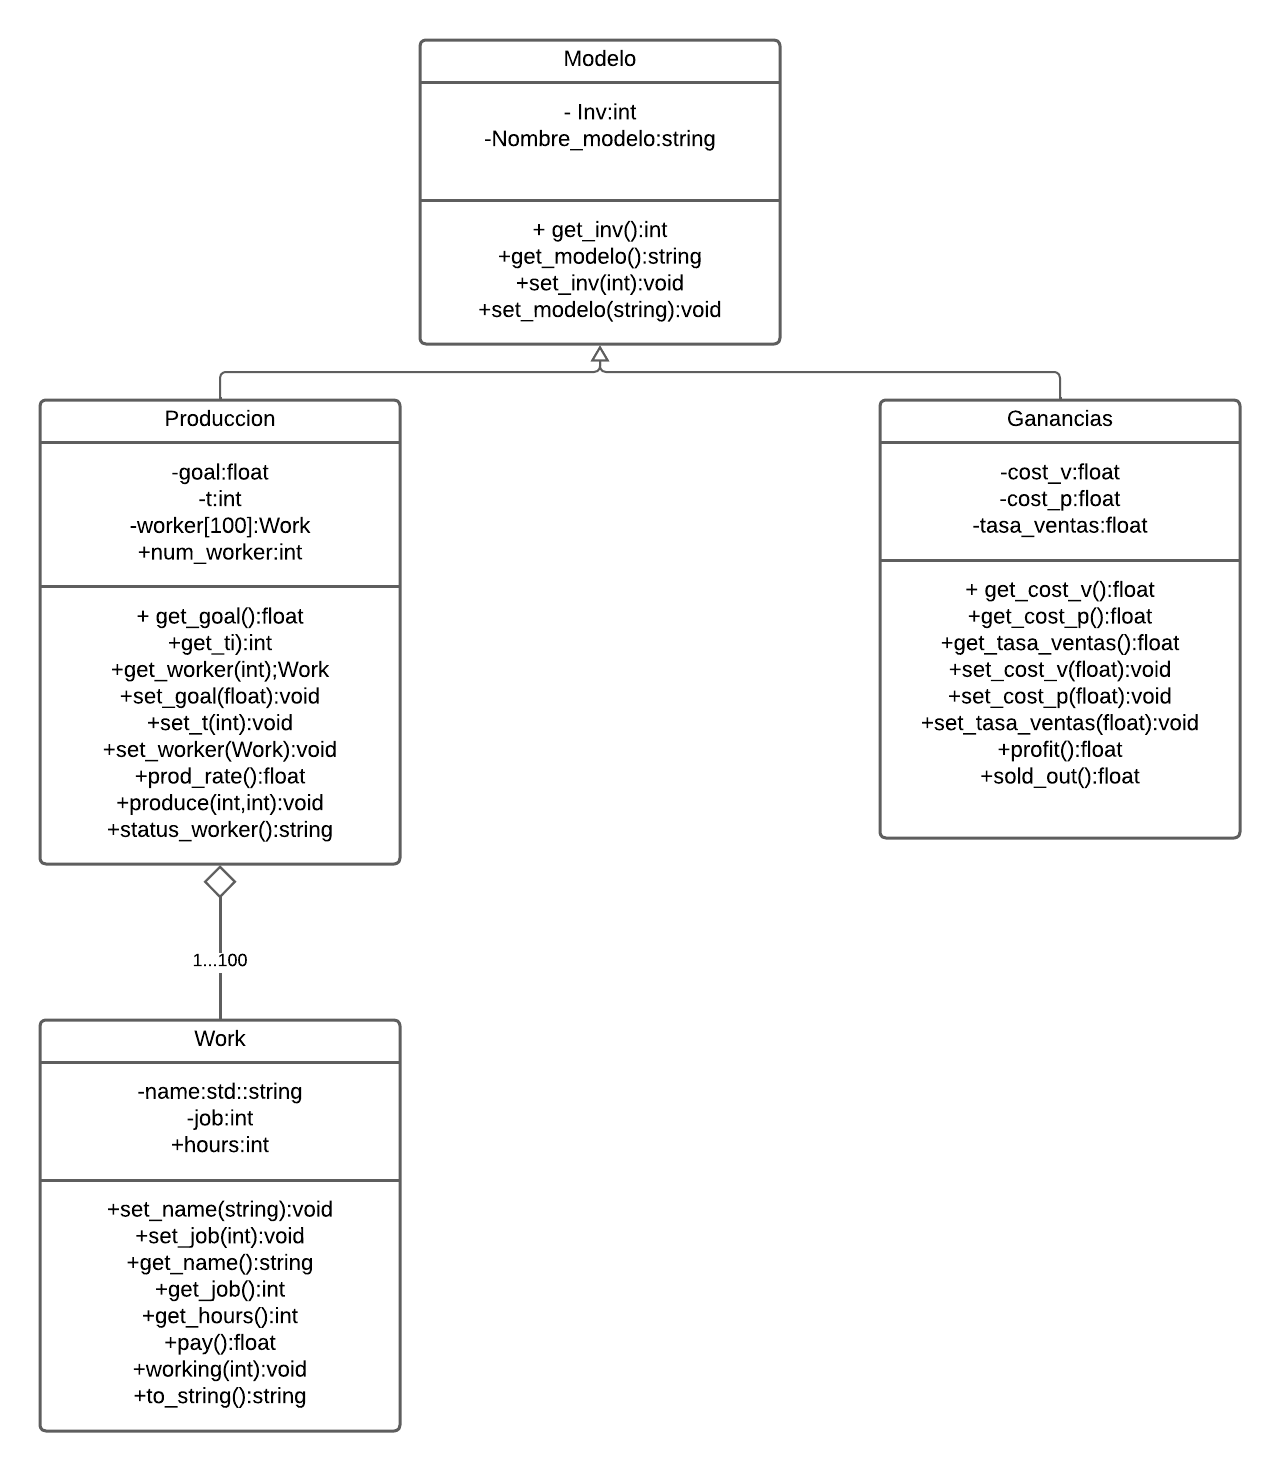 Modelo
- Inv:int
-Nombre_modelo:string
+ get_inv():int
+get_modelo():string
+set_inv(int):void
+set_modelo(string):void
Produccion
-goal:float
-t:int
-worker[100]:Work
+num_worker:int
+ get_goal():float
+get_ti):int
+get_worker(int);Work
+set_goal(float):void
+set_t(int):void
+set_worker(Work):void
+prod_rate():float
+produce(int,int):void
+status_worker():string
Ganancias
-cost_v:float
-cost_p:float
-tasa_ventas:float
+ get_cost_v():float
+get_cost_p():float
+get_tasa_ventas():float
+set_cost_v(float):void
+set_cost_p(float):void
+set_tasa_ventas(float):void
+profit():float
+sold_out():float
1...100
Work
-name:std::string
-job:int
+hours:int
+set_name(string):void
+set_job(int):void
+get_name():string
+get_job():int
+get_hours():int
+pay():float
+working(int):void
+to_string():string